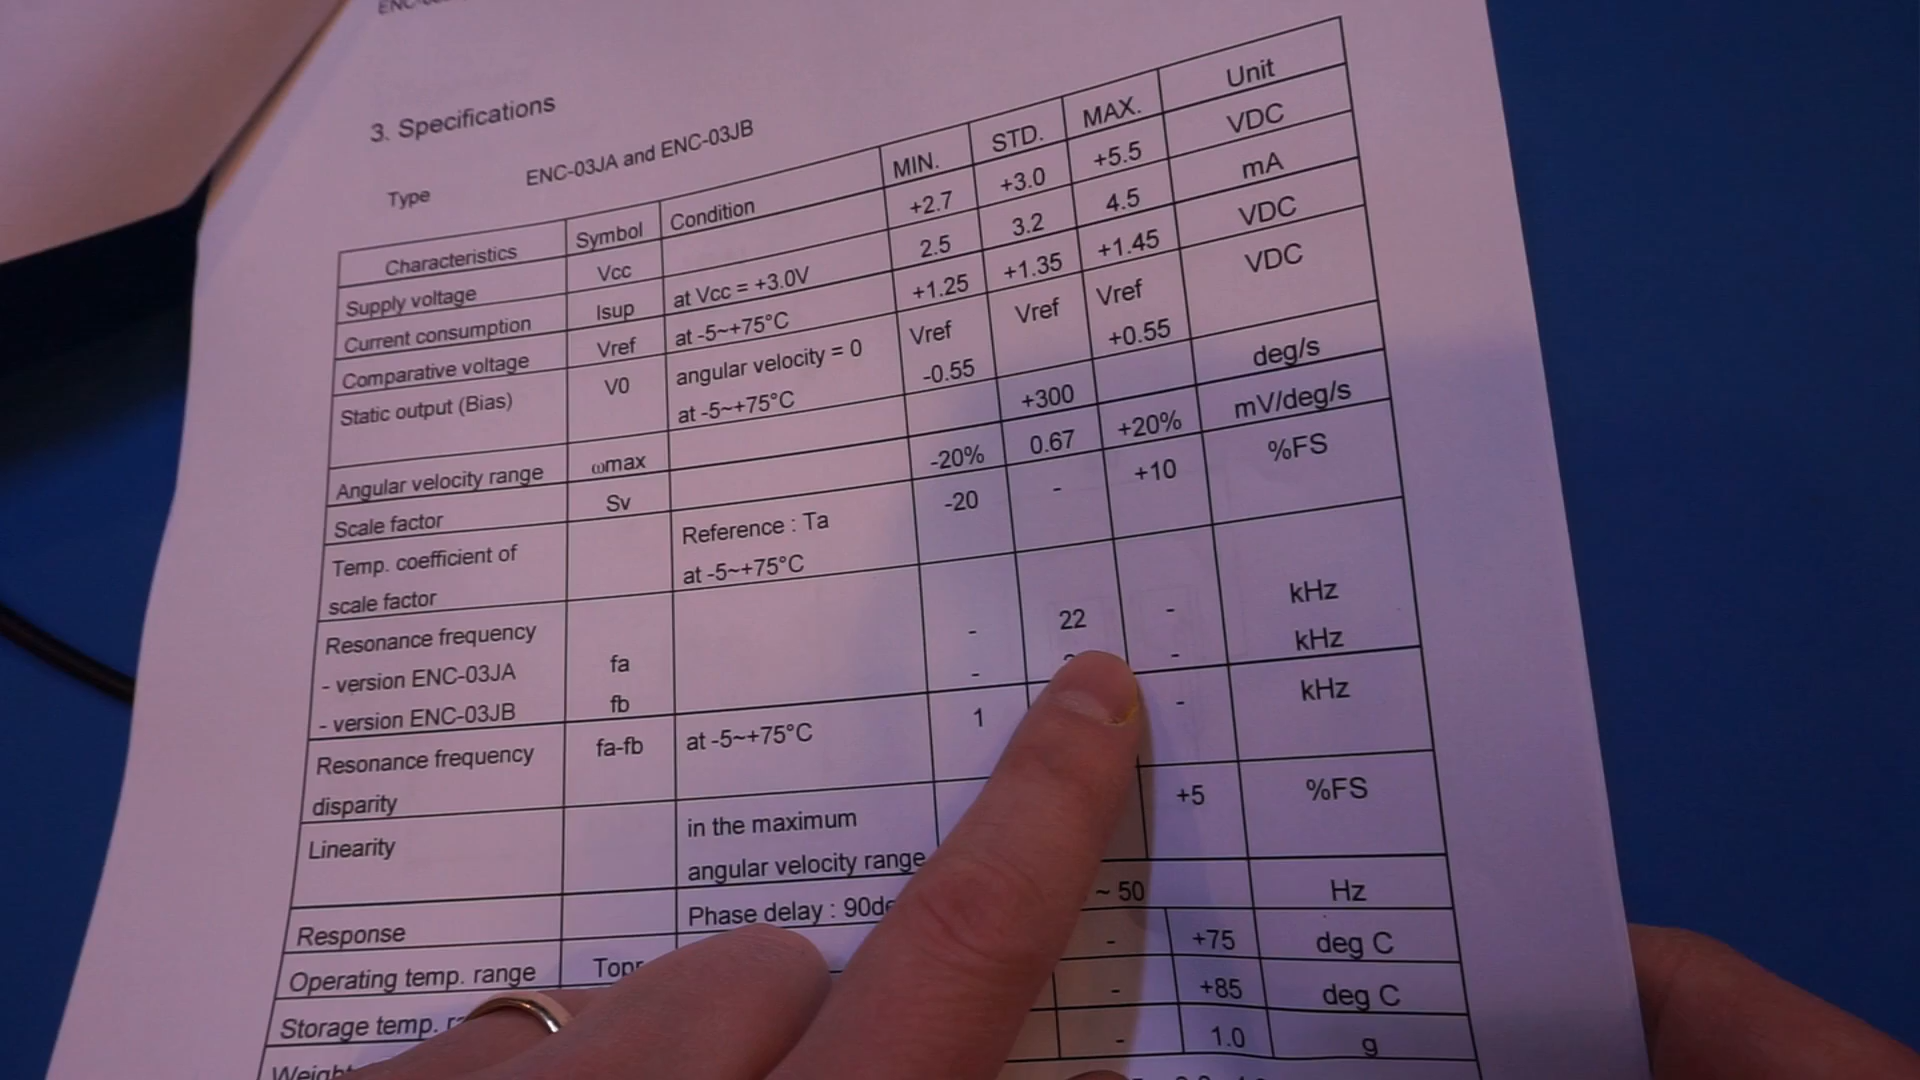 3. Specifications
Type ENC-03JA and ENC-03JB
Characteristics Symbol Condition MIN. STD. MAX. Unit
Supply voltage Vcc +2.7 +3.0 +5.5 VDC
Current consumption Isup at Vcc = +3.0V 2.5 3.2 4.5 mA
Comparative voltage Vref at -5~+75°C +1.25 +1.35 +1.45 VDC
Static output (Bias) V0 angular velocity = 0 Vref Vref Vref VDC
at -5~+75°C -0.55 +0.55
Angular velocity range ωmax +300 deg/s
Scale factor Sv -20% 0.67 +20% mV/deg/s
Temp. coefficient of Reference : Ta -20 - +10 %FS
scale factor at -5~+75°C
Resonance frequency
- version ENC-03JA fa - 22 - kHz
- version ENC-03JB fb - - kHz
Resonance frequency fa-fb at -5~+75°C 1 - kHz
disparity
Linearity in the maximum +5 %FS
angular velocity range
Response Phase delay : ~ 50 Hz
Operating temp. range - +75 deg C
Storage temp. - +85 deg C
- 1.0 g